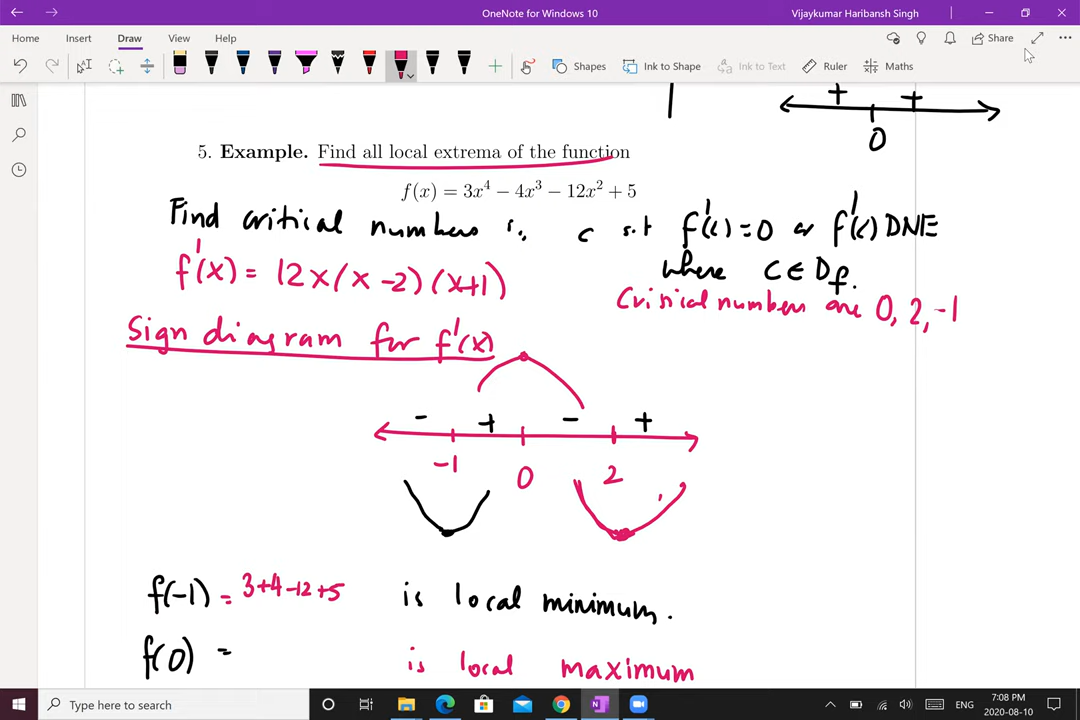 OneNote for Windows 10
Vijaykumar Haribansh Singh
Home Insert Draw View Help
Share
Shapes Ink to Shape Ink to Text Ruler Maths
+ +
0
5. Example. Find all local extrema of the function
f(x) = 3x⁴ − 4x³ − 12x² + 5
Find critical numbers c s.t f'(c)=0 or f'(c) DNE
where c ∈ Df.
f'(x) = 12x(x-2)(x+1)
Critical numbers are 0, 2, -1
Sign diagram for f'(x)
- + - +
-1 0 2
f(-1) = 3+4-12+5 is local minimum.
f(0) = is local maximum
Type here to search
ENG
7:08 PM
2020-08-10